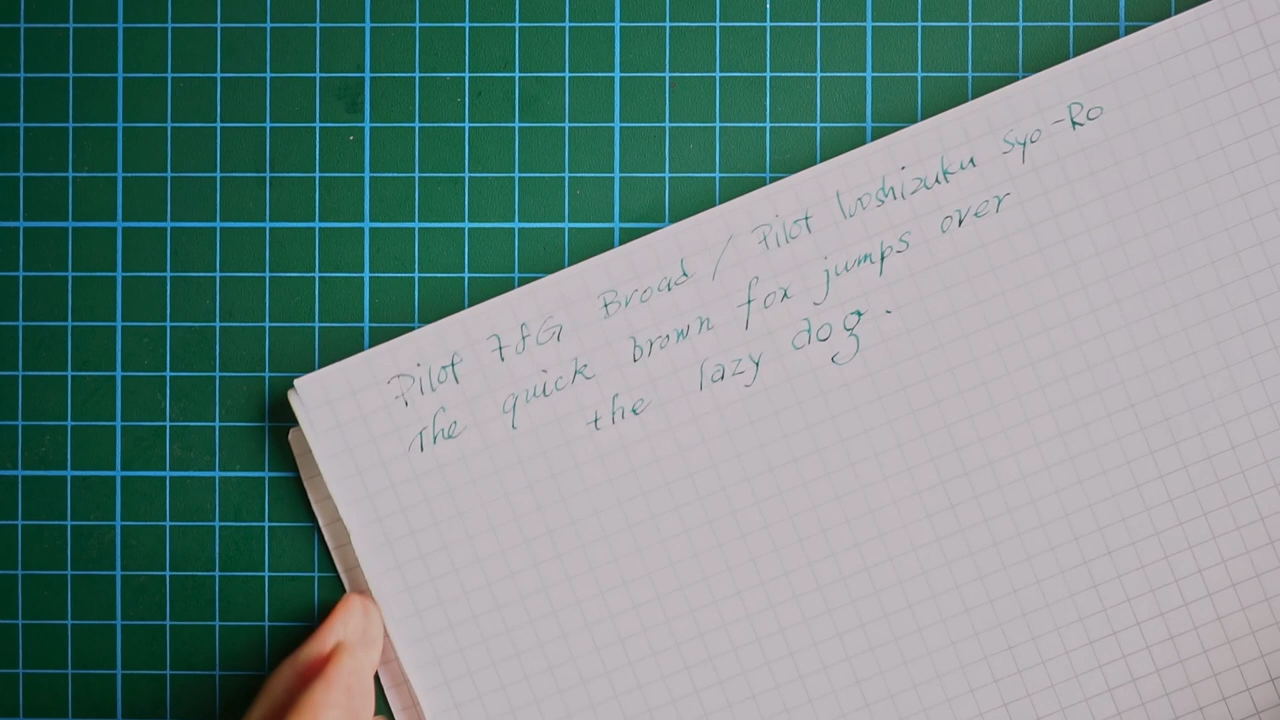 Pilot 78G Broad / Pilot Iroshizuku Syo-Ro
The quick brown fox jumps over
the lazy dog.